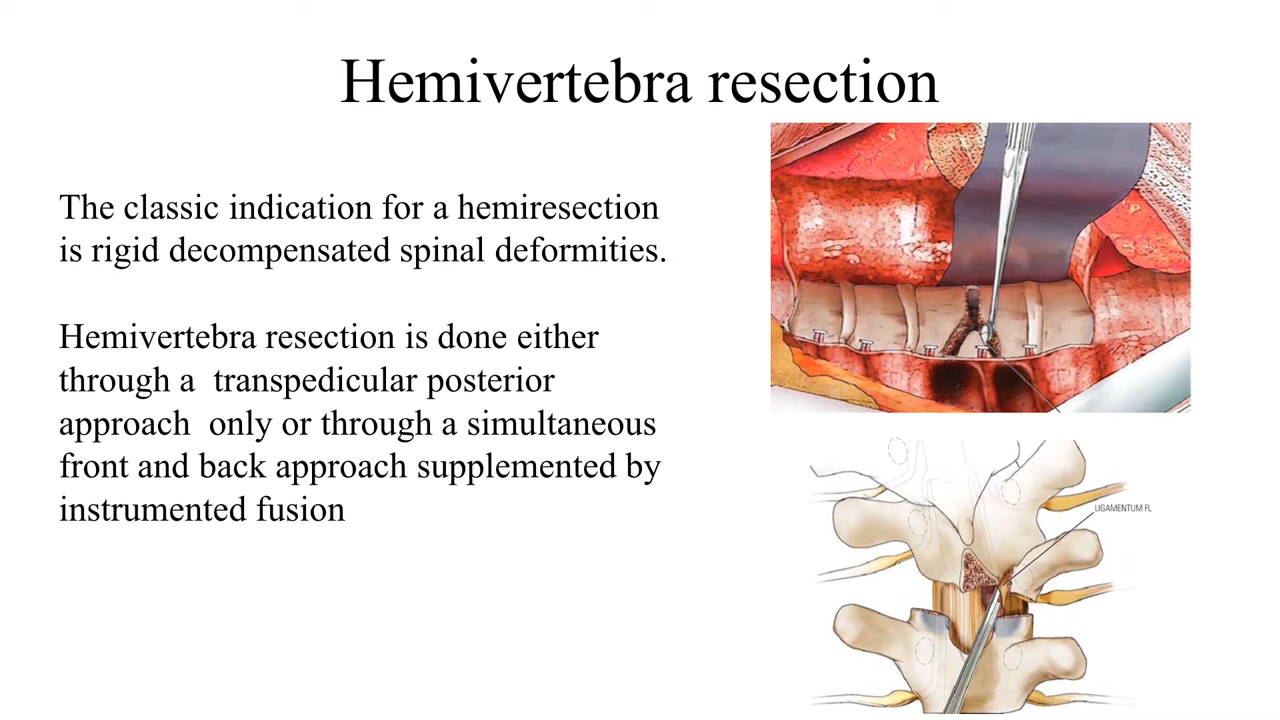 Hemivertebra resection
The classic indication for a hemiresection
is rigid decompensated spinal deformities.
Hemivertebra resection is done either
through a  transpedicular posterior
approach  only or through a simultaneous
front and back approach supplemented by
instrumented fusion
LIGAMENTUM FL